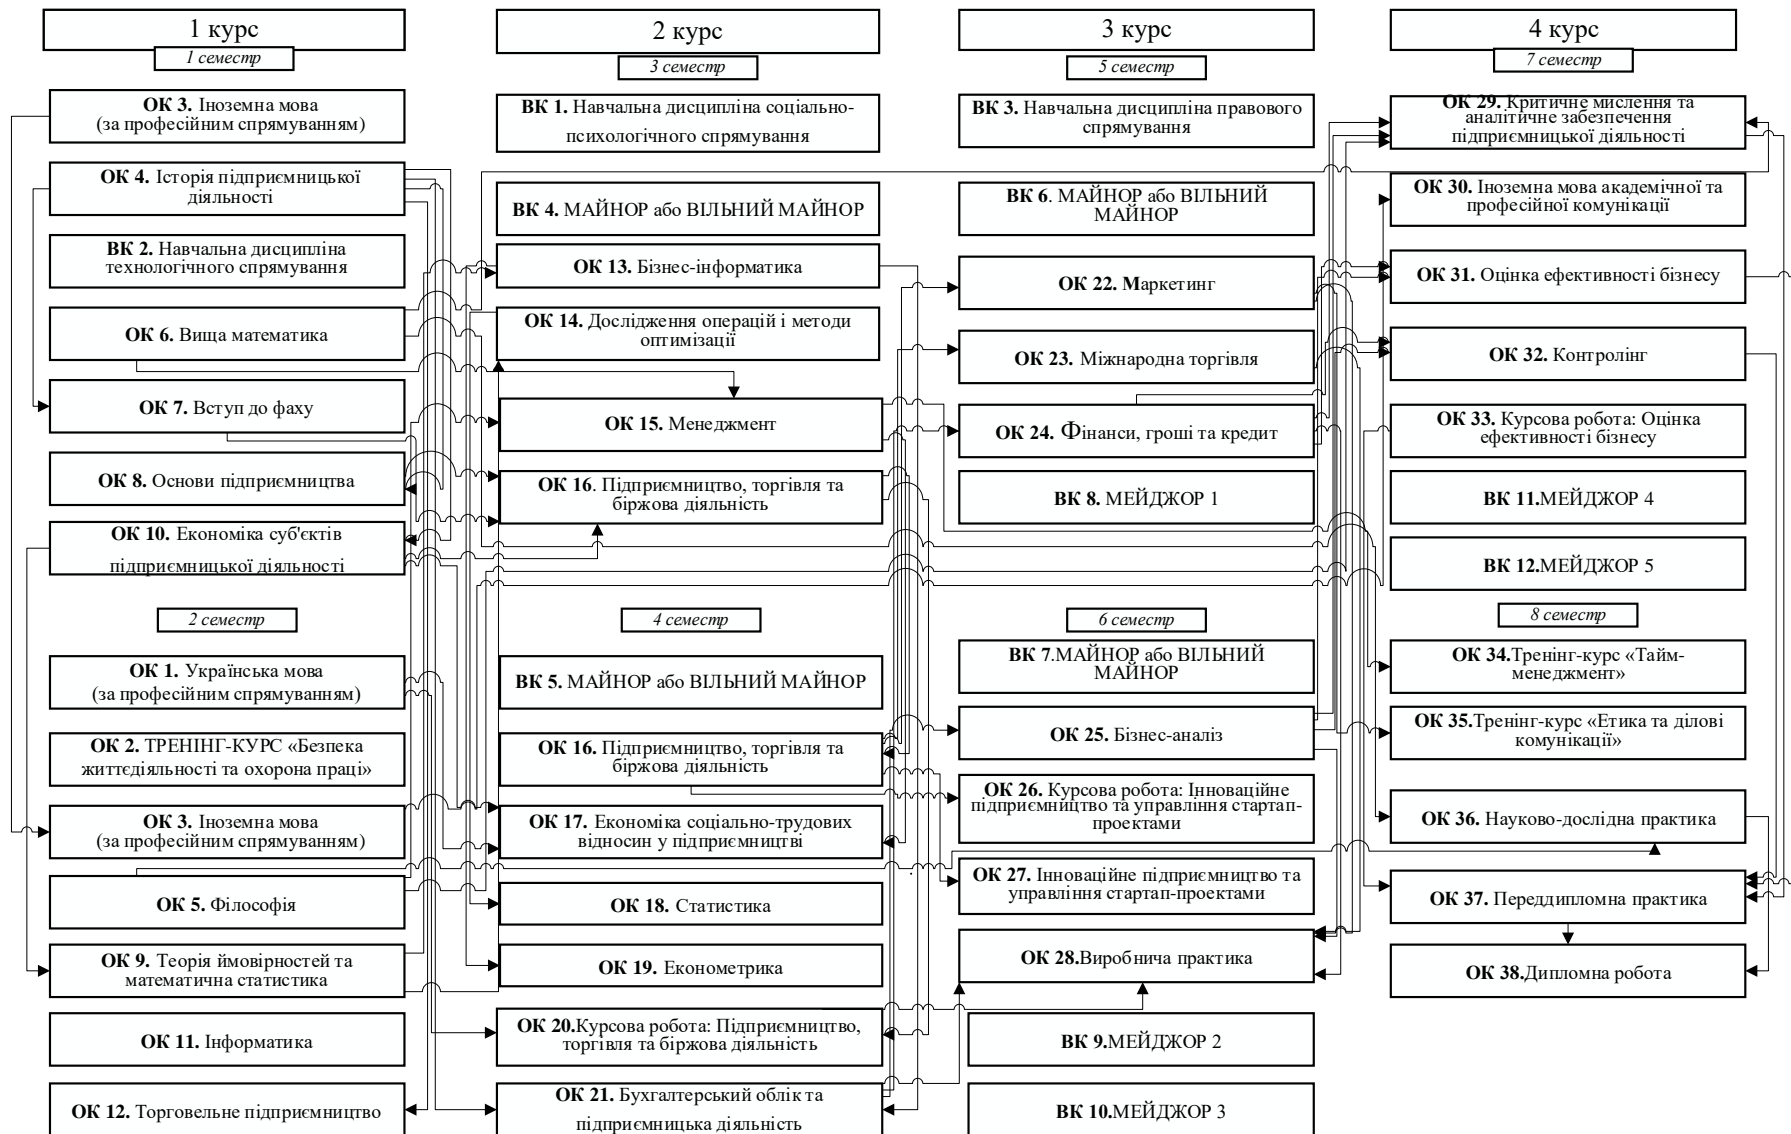 1 курс
1 семестр
ОК 3. Іноземна мова
(за професійним спрямуванням)
ОК 4. Історія підприємницької
діяльності
ВК 2. Навчальна дисципліна
технологічного спрямування
ОК 6. Вища математика
ОК 7. Вступ до фаху
ОК 8. Основи підприємництва
ОК 10. Економіка суб'єктів
підприємницької діяльності
2 семестр
ОК 1. Українська мова
(за професійним спрямуванням)
ОК 2. ТРЕНІНГ-КУРС «Безпека
життєдіяльності та охорона праці»
ОК 3. Іноземна мова
(за професійним спрямуванням)
ОК 5. Філософія
ОК 9. Теорія ймовірностей та
математична статистика
ОК 11. Інформатика
ОК 12. Торговельне підприємництво
2 курс
3 семестр
ВК 1. Навчальна дисципліна соціально-
психологічного спрямування
ВК 4. МАЙНОР або ВІЛЬНИЙ МАЙНОР
ОК 13. Бізнес-інформатика
ОК 14. Дослідження операцій і методи
оптимізації
ОК 15. Менеджмент
ОК 16. Підприємництво, торгівля та
біржова діяльність
4 семестр
ВК 5. МАЙНОР або ВІЛЬНИЙ МАЙНОР
ОК 16. Підприємництво, торгівля та
біржова діяльність
ОК 17. Економіка соціально-трудових
відносин у підприємництві
ОК 18. Статистика
ОК 19. Економетрика
ОК 20.Курсова робота: Підприємництво,
торгівля та біржова діяльність
ОК 21. Бухгалтерський облік та
підприємницька діяльність
3 курс
5 семестр
ВК 3. Навчальна дисципліна правового
спрямування
ВК 6. МАЙНОР або ВІЛЬНИЙ
МАЙНОР
ОК 22. Маркетинг
ОК 23. Міжнародна торгівля
ОК 24. Фінанси, гроші та кредит
ВК 8. МЕЙДЖОР 1
6 семестр
ВК 7.МАЙНОР або ВІЛЬНИЙ
МАЙНОР
ОК 25. Бізнес-аналіз
ОК 26. Курсова робота: Інноваційне
підприємництво та управління стартап-
проектами
ОК 27. Інноваційне підприємництво та
управління стартап-проектами
ОК 28.Виробнича практика
ВК 9.МЕЙДЖОР 2
ВК 10.МЕЙДЖОР 3
4 курс
7 семестр
ОК 29. Критичне мислення та
аналітичне забезпечення
підприємницької діяльності
ОК 30. Іноземна мова академічної та
професійної комунікації
ОК 31. Оцінка ефективності бізнесу
ОК 32. Контролінг
ОК 33. Курсова робота: Оцінка
ефективності бізнесу
ВК 11.МЕЙДЖОР 4
ВК 12.МЕЙДЖОР 5
8 семестр
ОК 34.Тренінг-курс «Тайм-
менеджмент»
ОК 35.Тренінг-курс «Етика та ділові
комунікації»
ОК 36. Науково-дослідна практика
ОК 37. Переддипломна практика
ОК 38.Дипломна робота